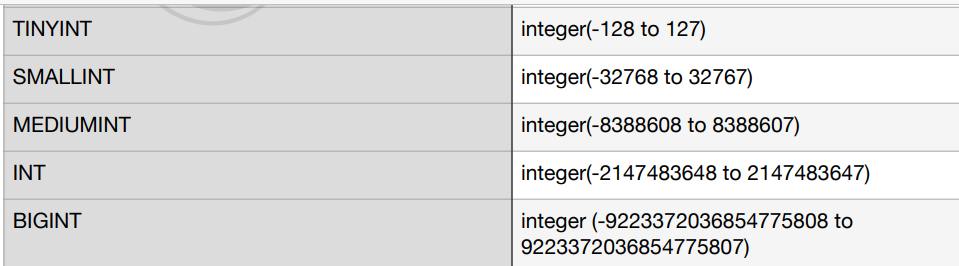 TINYINT integer(-128 to 127)
SMALLINT integer(-32768 to 32767)
MEDIUMINT integer(-8388608 to 8388607)
INT integer(-2147483648 to 2147483647)
BIGINT integer (-9223372036854775808 to
9223372036854775807)